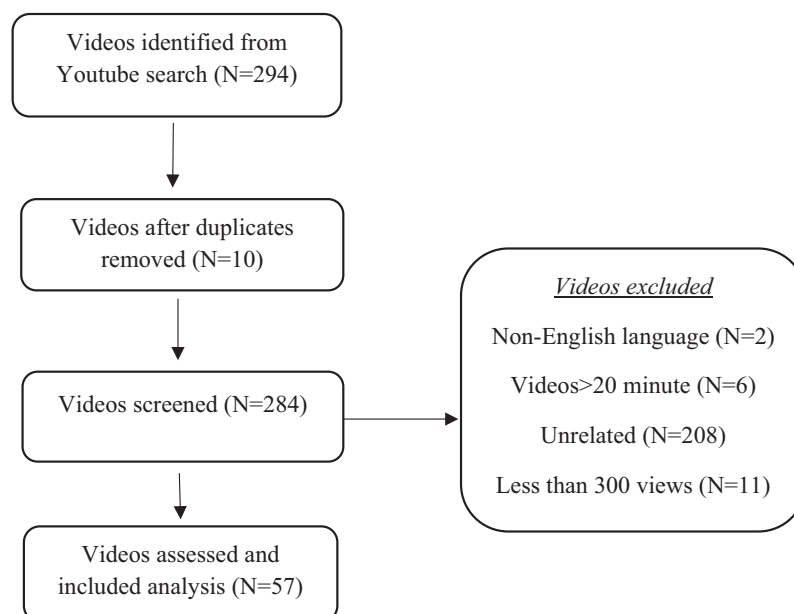 Videos identified from
Youtube search (N=294)
Videos after duplicates
removed (N=10)
Videos screened (N=284)
Videos excluded
Non-English language (N=2)
Videos>20 minute (N=6)
Unrelated (N=208)
Less than 300 views (N=11)
Videos assessed and
included analysis (N=57)